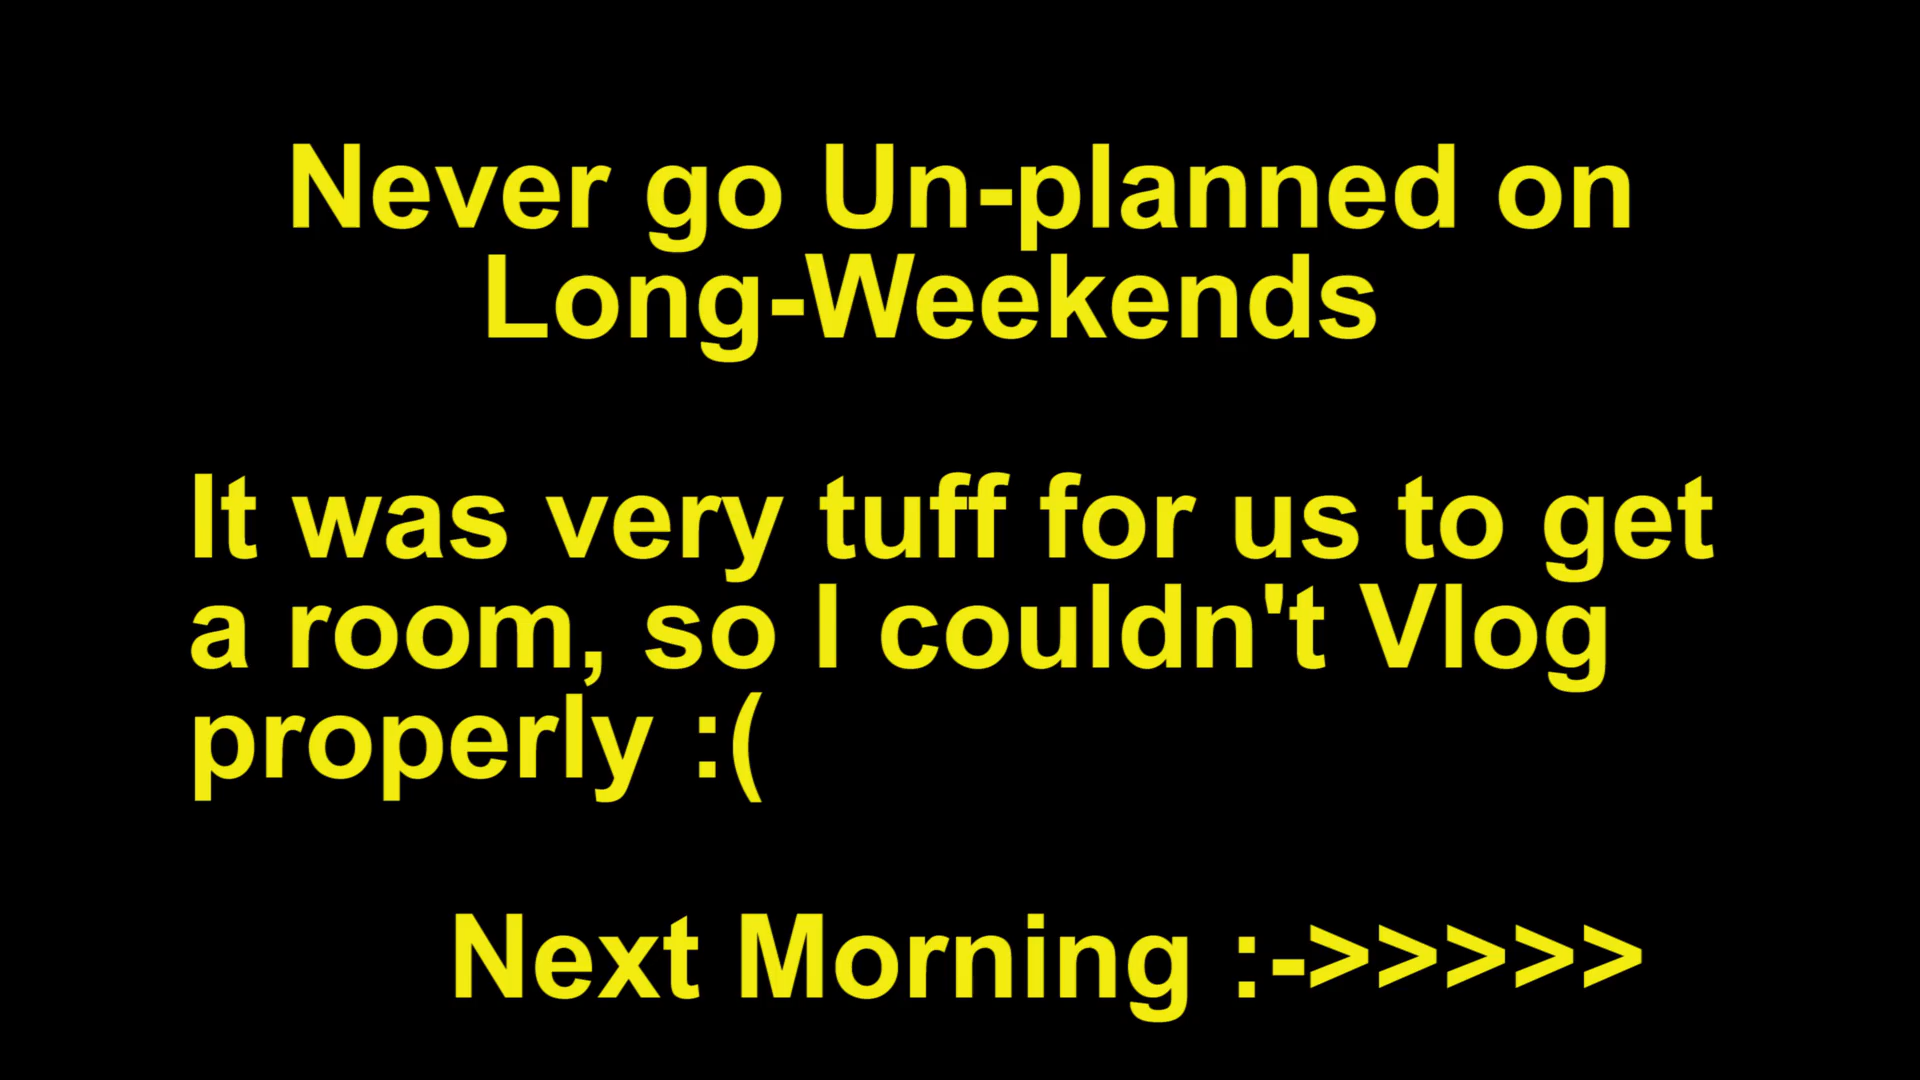 Never go Un-planned on
Long-Weekends
It was very tuff for us to get
a room, so I couldn't Vlog
properly :(
Next Morning :->>>>>